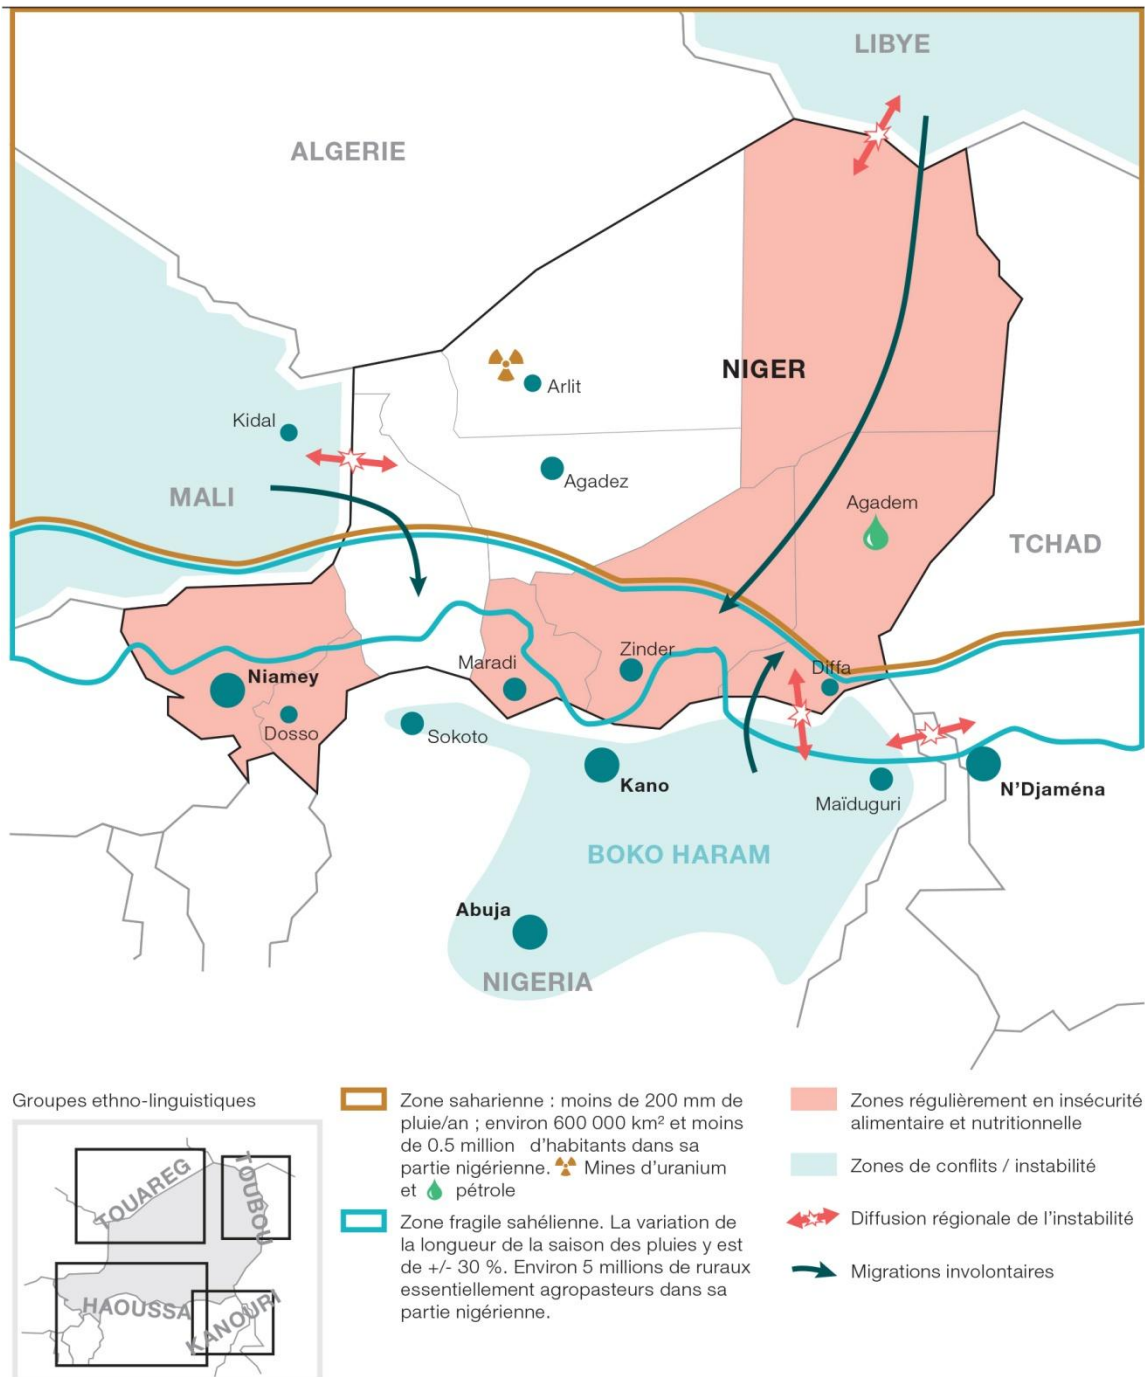 LIBYE
ALGERIE
NIGER
Arlit
Kidal
Agadez
MALI
Agadem
TCHAD
Zinder
Maradi
Diffa
Niamey
Dosso
Sokoto
Kano
Maïduguri
N'Djaména
BOKO HARAM
Abuja
NIGERIA
Groupes ethno-linguistiques
TOUAREG
TOUBOU
HAOUSSA
KANOURI
Zone saharienne : moins de 200 mm de
pluie/an ; environ 600 000 km² et moins
de 0.5 million d'habitants dans sa
partie nigérienne. Mines d'uranium
et pétrole
Zone fragile sahélienne. La variation de
la longueur de la saison des pluies y est
de +/- 30 %. Environ 5 millions de ruraux
essentiellement agropasteurs dans sa
partie nigérienne.
Zones régulièrement en insécurité
alimentaire et nutritionnelle
Zones de conflits / instabilité
Diffusion régionale de l'instabilité
Migrations involontaires